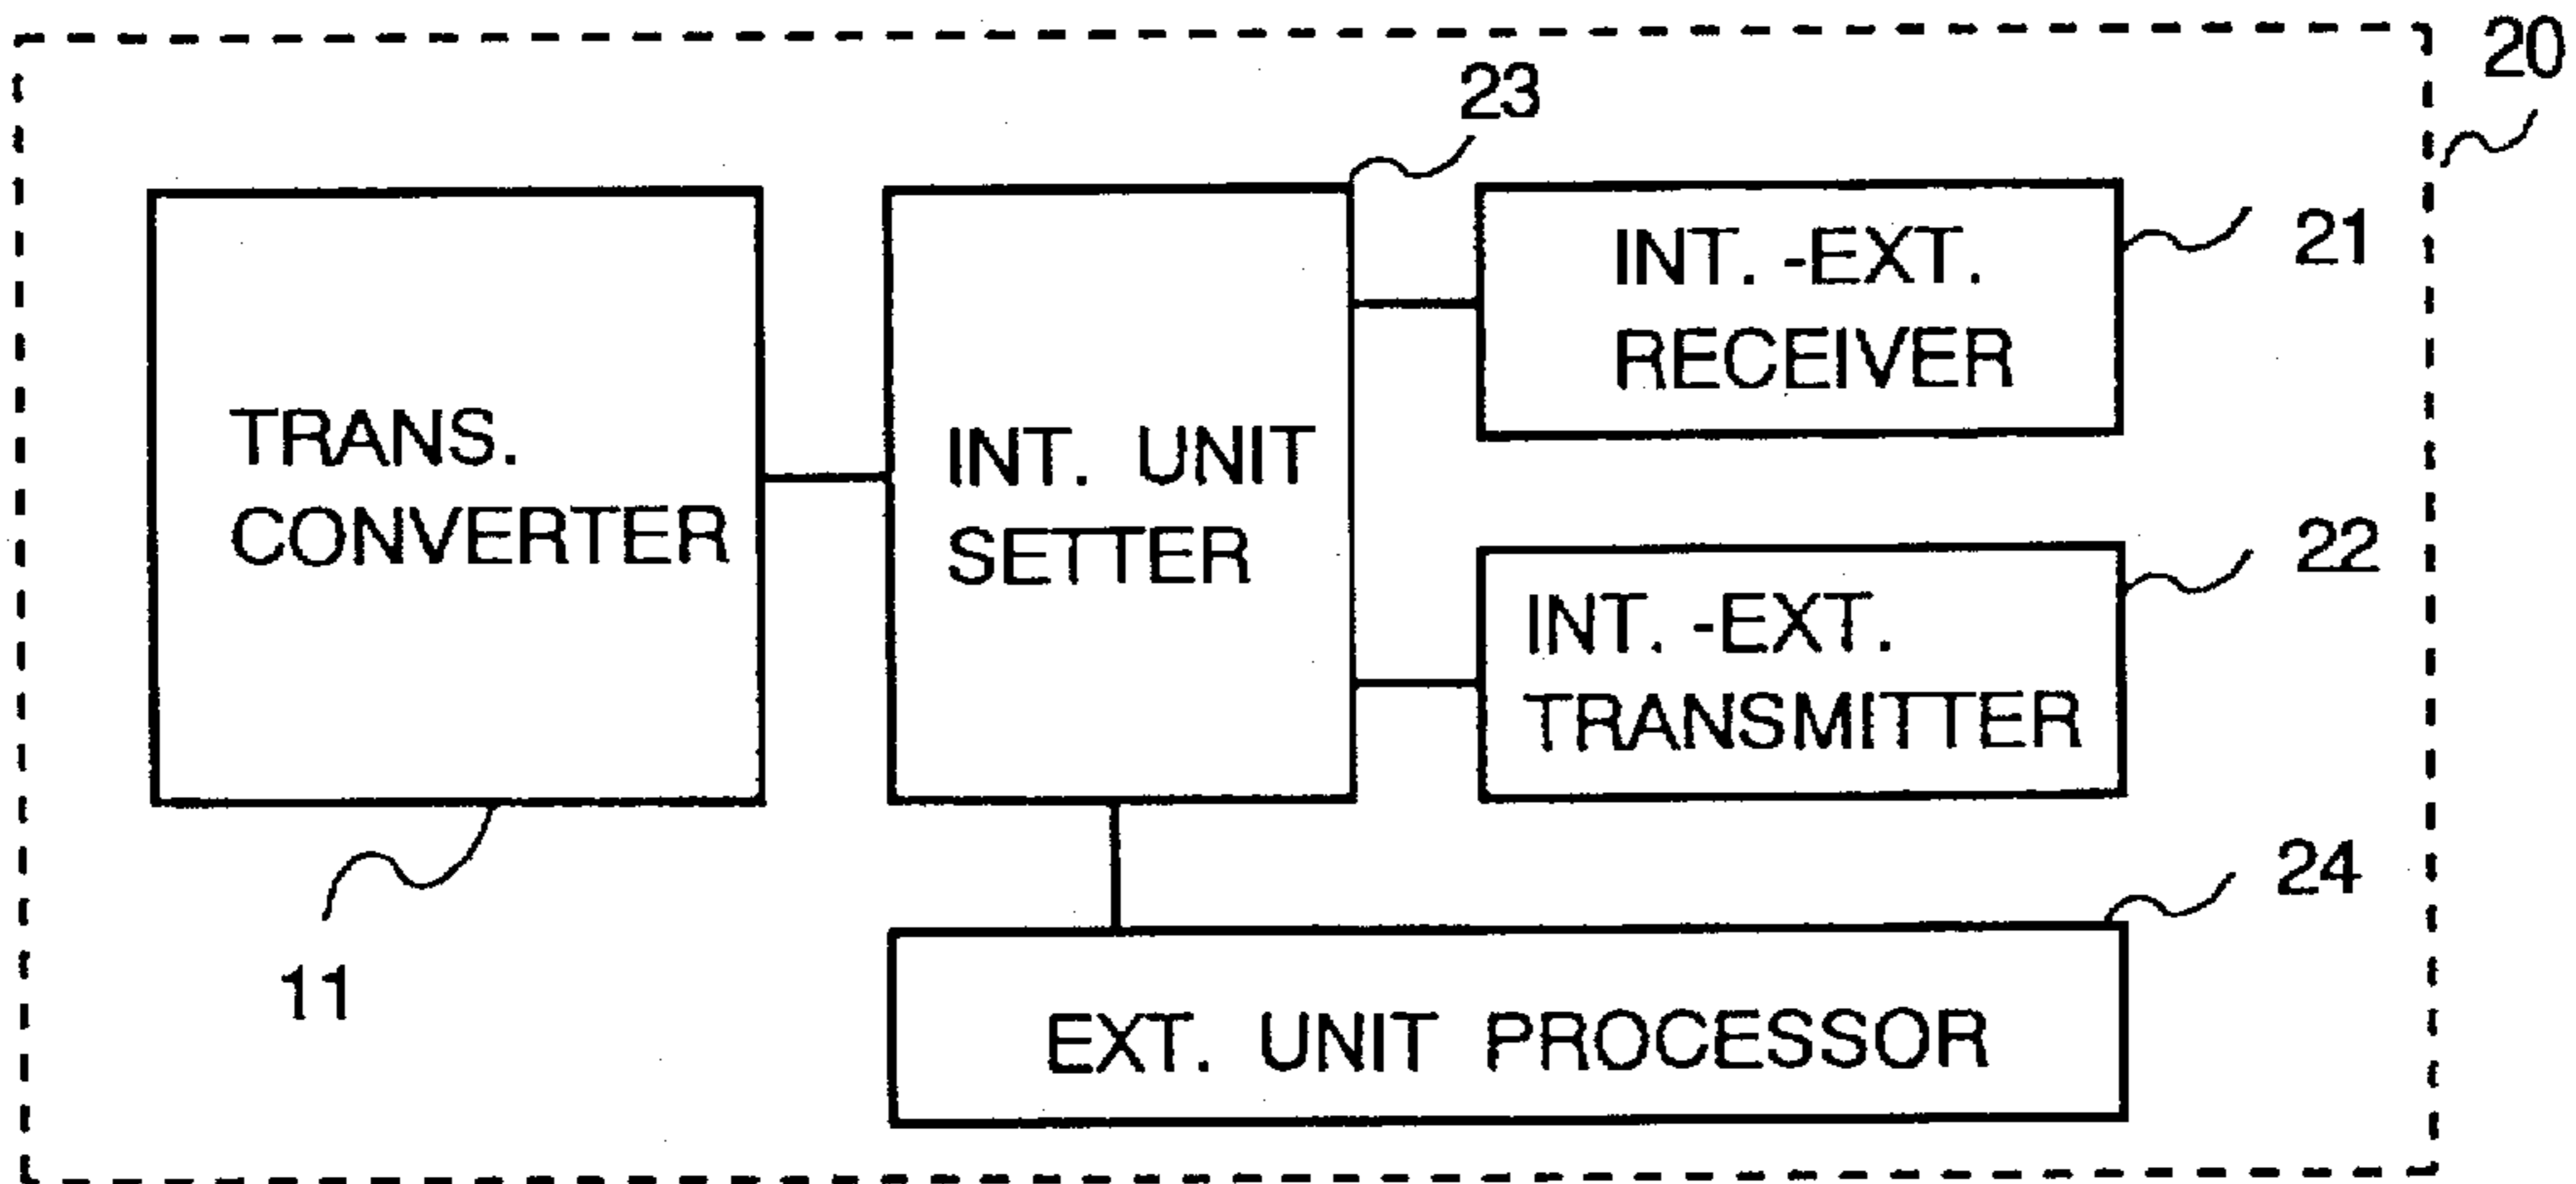 20
23
TRANS.
CONVERTER
INT. UNIT
SETTER
INT. -EXT.
RECEIVER
21
INT. -EXT.
TRANSMITTER
22
11
24
EXT. UNIT PROCESSOR